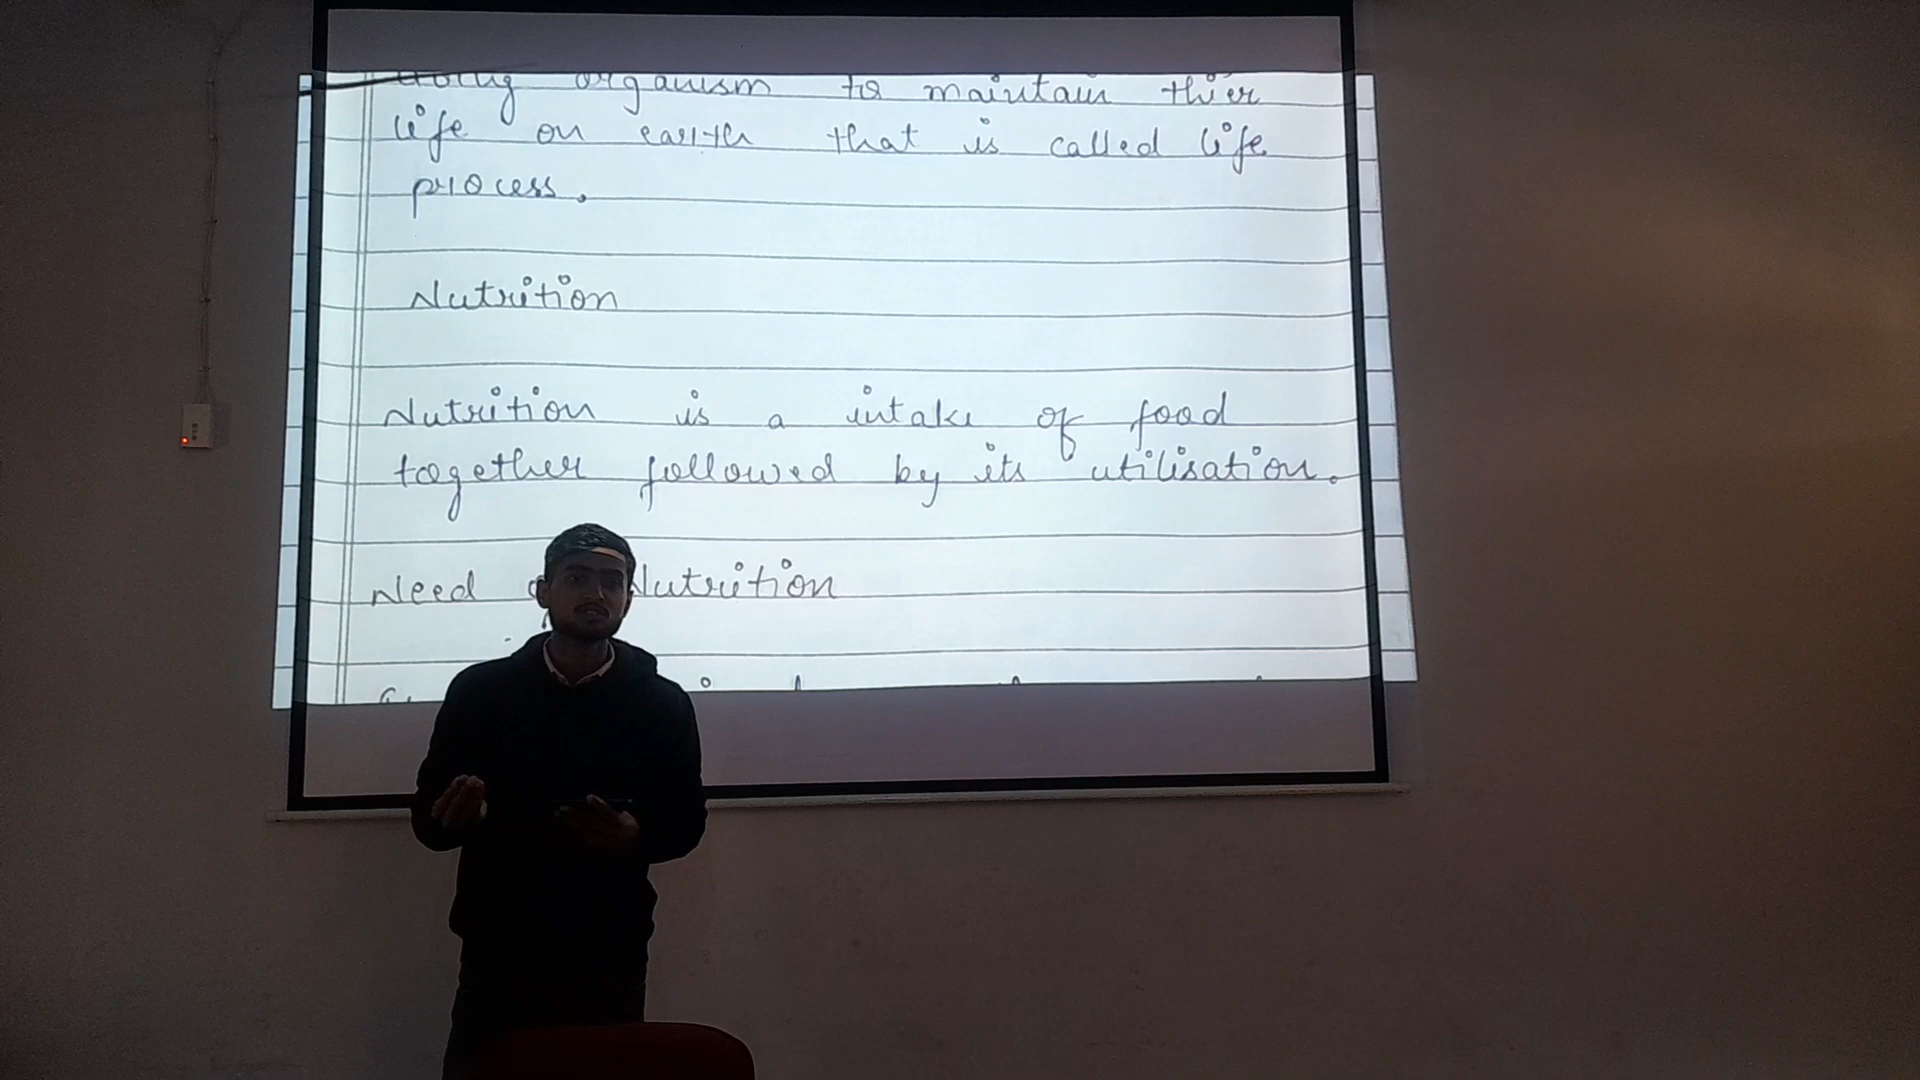 organism to maintain thier
life on earth that is called life
process.
Nutrition
Nutrition is a intake of food
together followed by its utilisation.
Need Nutrition